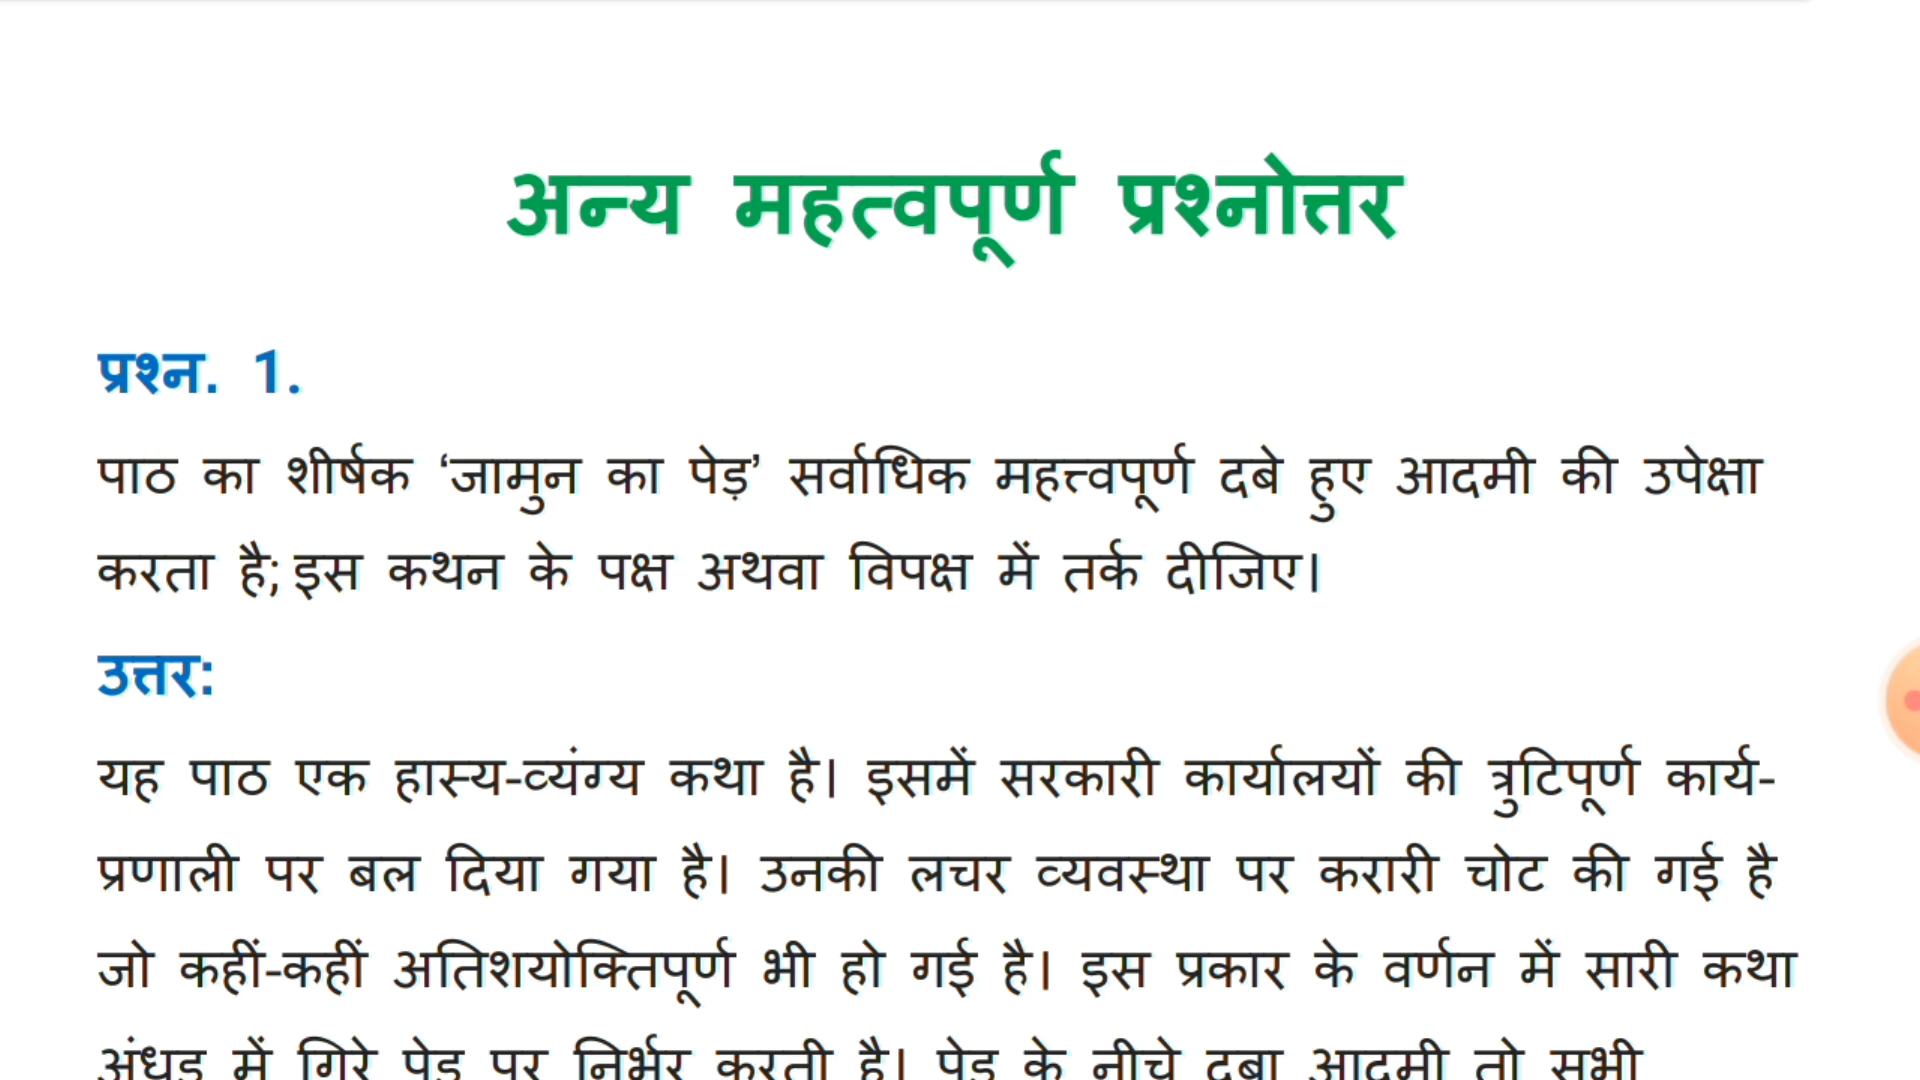 अन्य महत्वपूर्ण प्रश्नोत्तर
प्रश्न. 1.
पाठ का शीर्षक ‘जामुन का पेड़’ सर्वाधिक महत्त्वपूर्ण दबे हुए आदमी की उपेक्षा
करता है; इस कथन के पक्ष अथवा विपक्ष में तर्क दीजिए।
उत्तर:
यह पाठ एक हास्य-व्यंग्य कथा है। इसमें सरकारी कार्यालयों की त्रुटिपूर्ण कार्य-
प्रणाली पर बल दिया गया है। उनकी लचर व्यवस्था पर करारी चोट की गई है
जो कहीं-कहीं अतिशयोक्तिपूर्ण भी हो गई है। इस प्रकार के वर्णन में सारी कथा
अंधड़ में गिरे पेड़ पर निर्भर करती है। पेड़ के नीचे दबा आदमी तो सभी